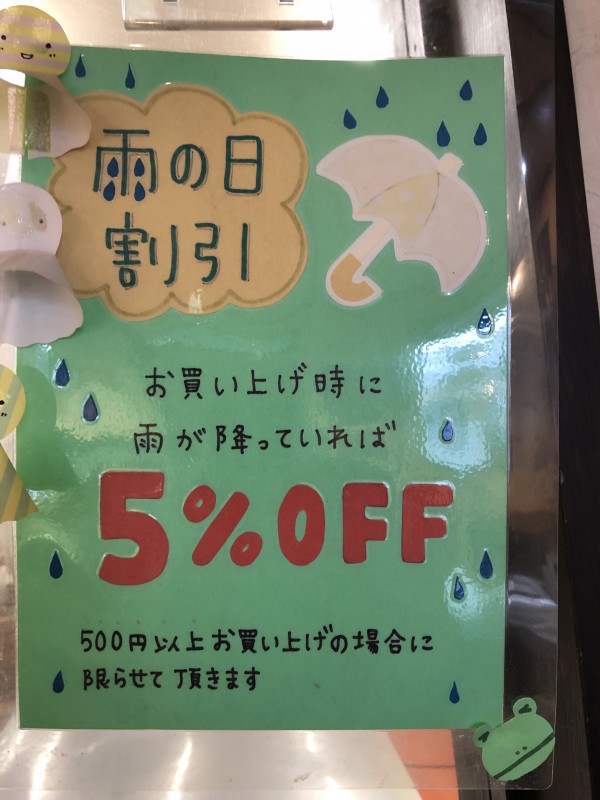 雨の日
割引
お買い上げ時に
雨が降っていれば
5%OFF
500円以上お買い上げの場合に
限らせて頂きます